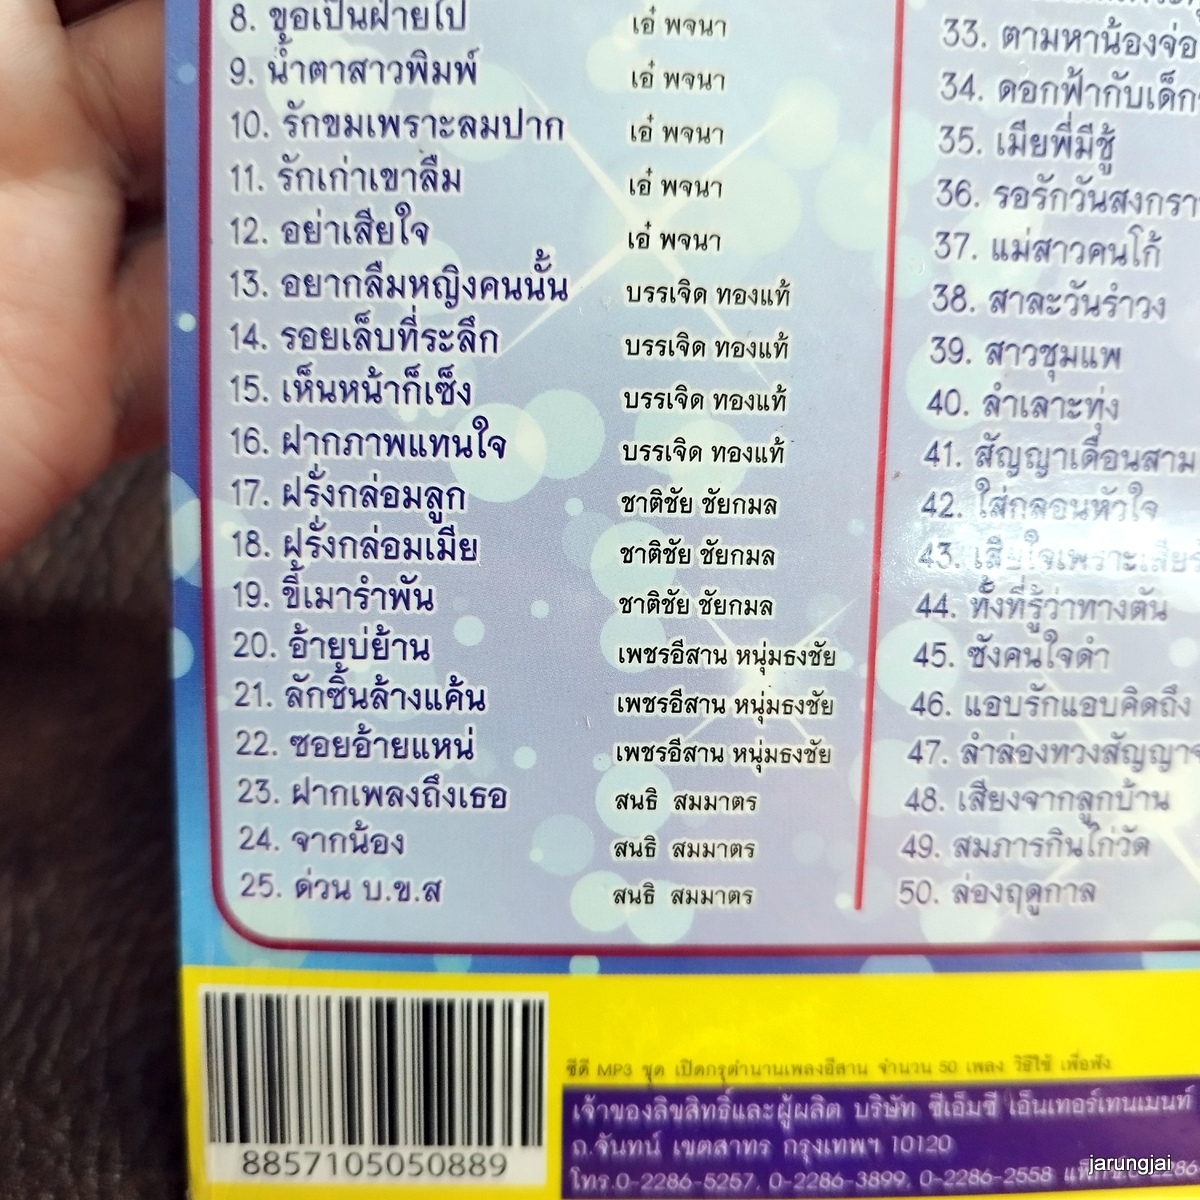 8. ขอเป็นฝ่ายไป เอ๋ พจนา
9. น้ำตาสาวพิมพ์ เอ๋ พจนา
10. รักขมเพราะลมปาก เอ๋ พจนา
11. รักเก่าเขาลืม เอ๋ พจนา
12. อย่าเสียใจ เอ๋ พจนา
13. อยากลืมหญิงคนนั้น บรรเจิด ทองแท้
14. รอยเล็บที่ระลึก บรรเจิด ทองแท้
15. เห็นหน้าก็เซ็ง บรรเจิด ทองแท้
16. ฝากภาพแทนใจ บรรเจิด ทองแท้
17. ฝรั่งกล่อมลูก ชาติชัย ชัยกมล
18. ฝรั่งกล่อมเมีย ชาติชัย ชัยกมล
19. ขี้เมารำพัน ชาติชัย ชัยกมล
20. อ้ายบ่ย้าน เพชรอีสาน หนุ่มธงชัย
21. ลักซิ้นล้างแค้น เพชรอีสาน หนุ่มธงชัย
22. ซอยอ้ายแหน่ เพชรอีสาน หนุ่มธงชัย
23. ฝากเพลงถึงเธอ สนธิ สมมาตร
24. จากน้อง สนธิ สมมาตร
25. ด่วน บ.ข.ส สนธิ สมมาตร
33. ตามหาน้องจ่อ
34. ดอกฟ้ากับเด็ก
35. เมียพี่มีชู้
36. รอรักวันสงกรา
37. แม่สาวคนโก้
38. สาละวันรำวง
39. สาวชุมแพ
40. ลำเลาะทุ่ง
41. สัญญาเดือนสาม
42. ใส่กลอนหัวใจ
43. เสียใจเพราะเสีย
44. ทั้งที่รู้ว่าทางตัน
45. ซังคนใจดำ
46. แอบรักแอบคิดถึง
47. ลำล่องทวงสัญญา
48. เสียงจากลูกบ้าน
49. สมภารกินไก่วัด
50. ล่องฤดูกาล
ซีดี MP3 ชุด เปิดกรุตำนานเพลงอีสาน จำนวน 50 เพลง วิธีใช้ เพื่อฟัง
เจ้าของลิขสิทธิ์และผู้ผลิต บริษัท ซีเอ็มซี เอ็นเทอร์เทนเมนท์
ถ.จันทน์ เขตสาทร กรุงเทพฯ 10120
โทร.0-2286-5257, 0-2286-3899, 0-2286-2558
8857105050889
jarungjai